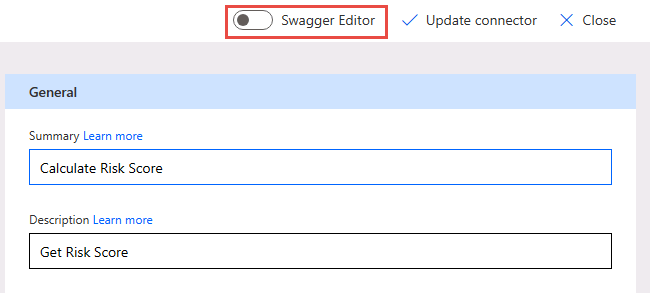 Swagger Editor Update connector Close
General
Summary Learn more
Calculate Risk Score
Description Learn more
Get Risk Score